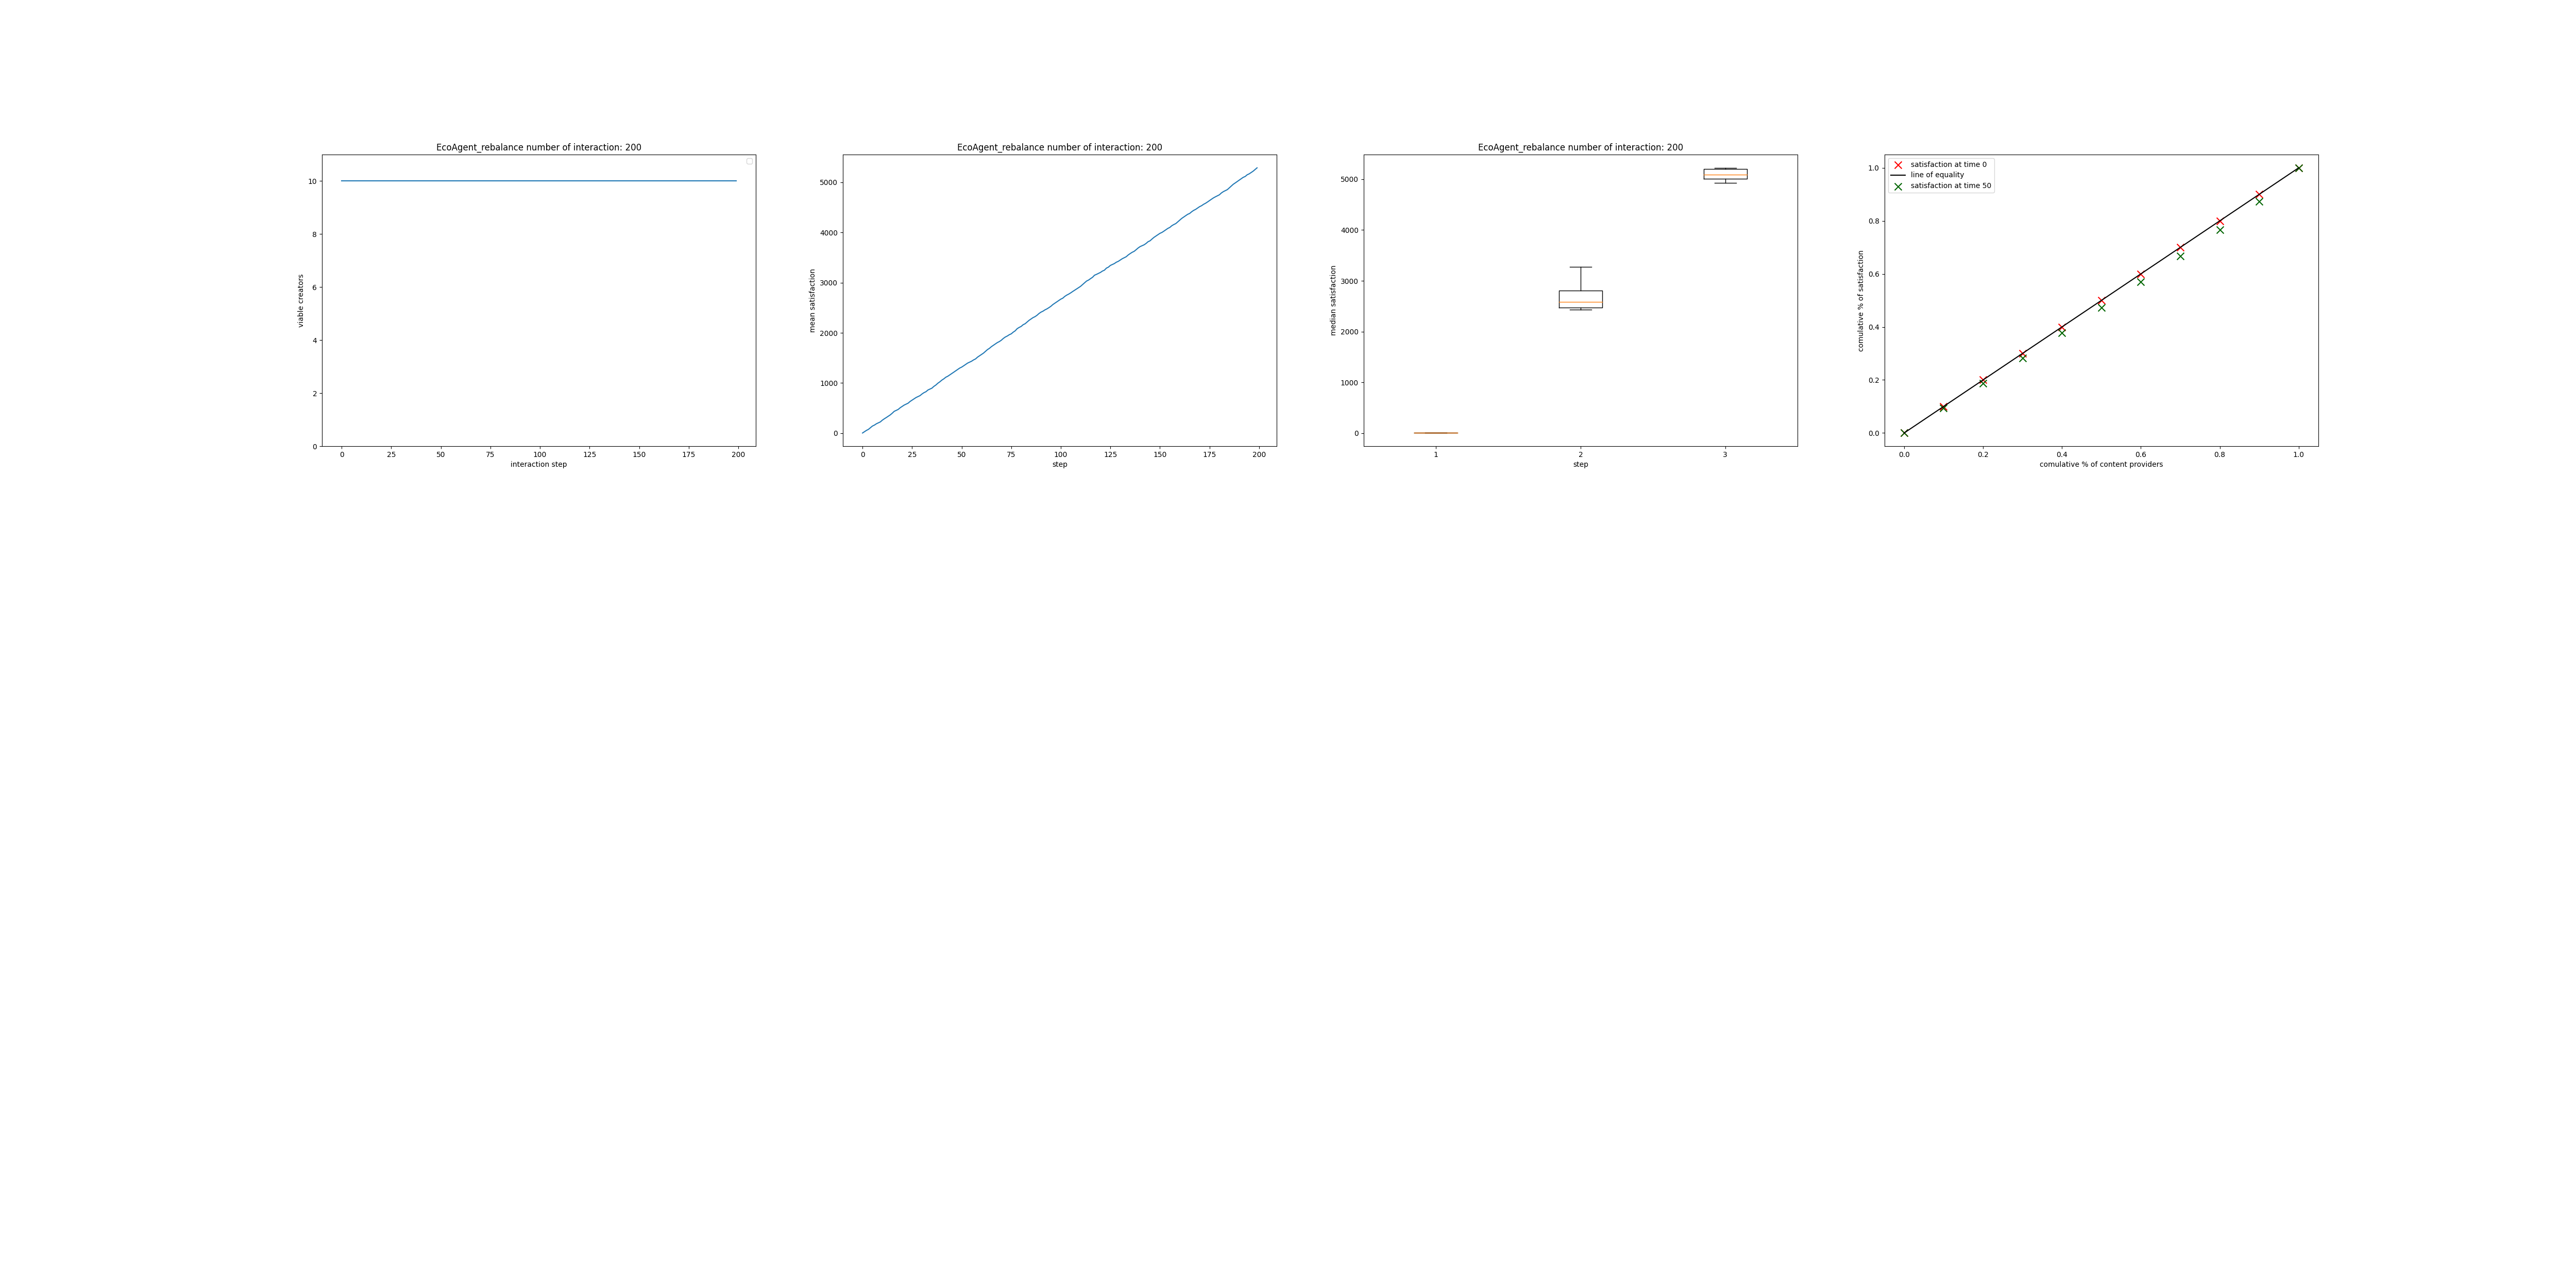 EcoAgent_rebalance number of interaction: 200
viable creators
10
8
6
4
2
0
0 25 50 75 100 125 150 175 200
interaction step
EcoAgent_rebalance number of interaction: 200
mean satisfaction
5000
4000
3000
2000
1000
0
0 25 50 75 100 125 150 175 200
step
EcoAgent_rebalance number of interaction: 200
median satisfaction
5000
4000
3000
2000
1000
0
1 2 3
step
satisfaction at time 0
line of equality
satisfaction at time 50
comulative % of satisfaction
1.0
0.8
0.6
0.4
0.2
0.0
0.0 0.2 0.4 0.6 0.8 1.0
comulative % of content providers